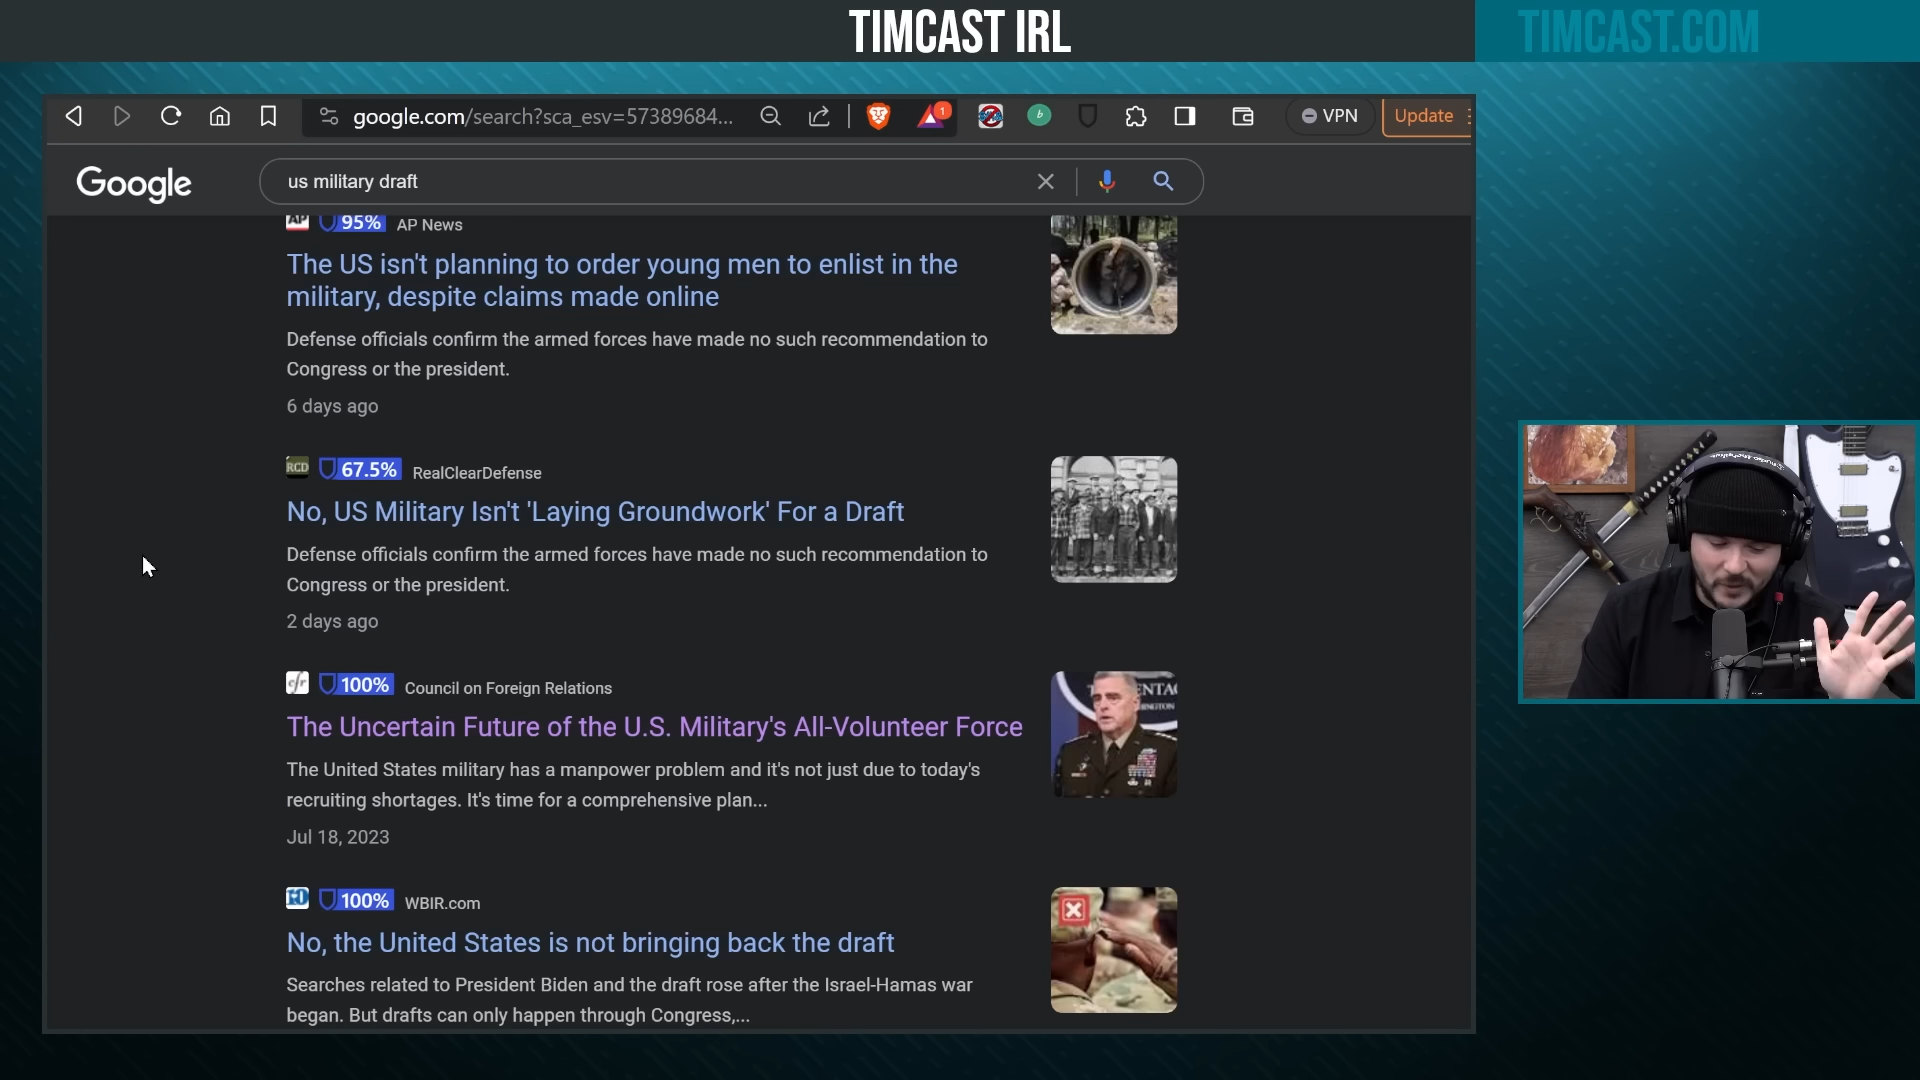 TIMCAST IRL
TIMCAST.COM
google.com/search?sca_esv=57389684...
1
b
VPN
Update
Google
us military draft
AP 95% AP News
The US isn't planning to order young men to enlist in the
military, despite claims made online
Defense officials confirm the armed forces have made no such recommendation to
Congress or the president.
6 days ago
RCD 67.5% RealClearDefense
No, US Military Isn't 'Laying Groundwork' For a Draft
Defense officials confirm the armed forces have made no such recommendation to
Congress or the president.
2 days ago
cfr 100% Council on Foreign Relations
The Uncertain Future of the U.S. Military's All-Volunteer Force
The United States military has a manpower problem and it's not just due to today's
recruiting shortages. It's time for a comprehensive plan...
Jul 18, 2023
10 100% WBIR.com
No, the United States is not bringing back the draft
Searches related to President Biden and the draft rose after the Israel-Hamas war
began. But drafts can only happen through Congress,...